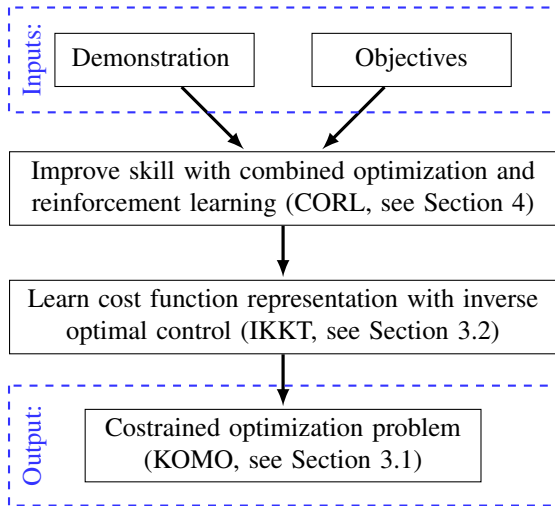 Inputs:
Demonstration
Objectives
Improve skill with combined optimization and
reinforcement learning (CORL, see Section 4)
Learn cost function representation with inverse
optimal control (IKKT, see Section 3.2)
Output:
Costrained optimization problem
(KOMO, see Section 3.1)